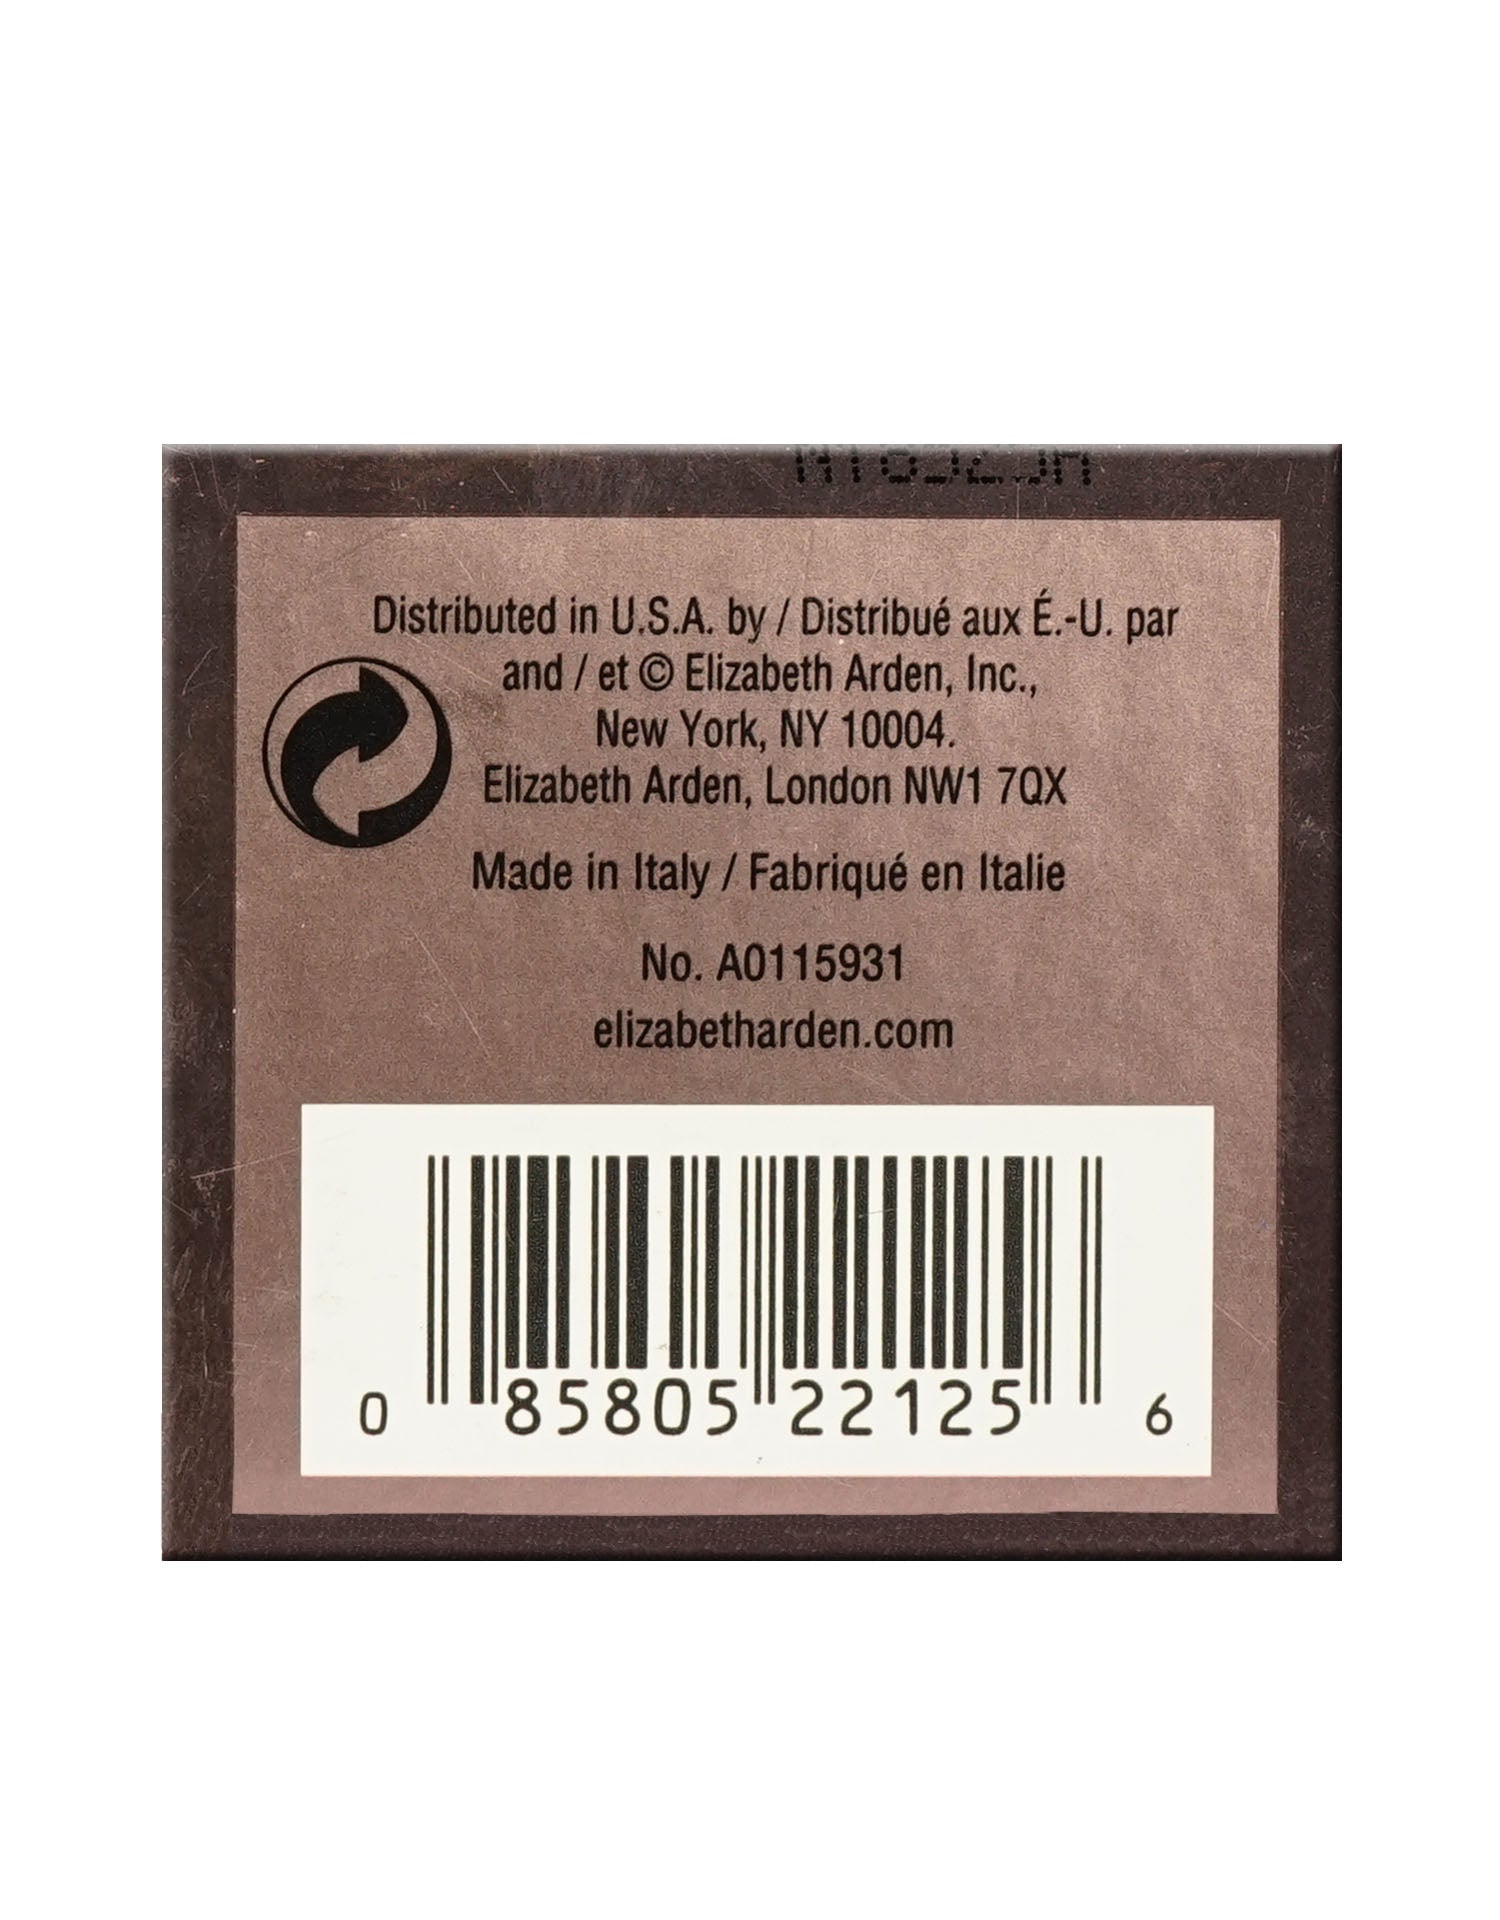 Distributed in U.S.A. by / Distribué aux É.-U. par
and / et © Elizabeth Arden, Inc.,
New York, NY 10004.
Elizabeth Arden, London NW1 7QX
Made in Italy / Fabriqué en Italie
No. A0115931
elizabetharden.com
0 85805 22125 6